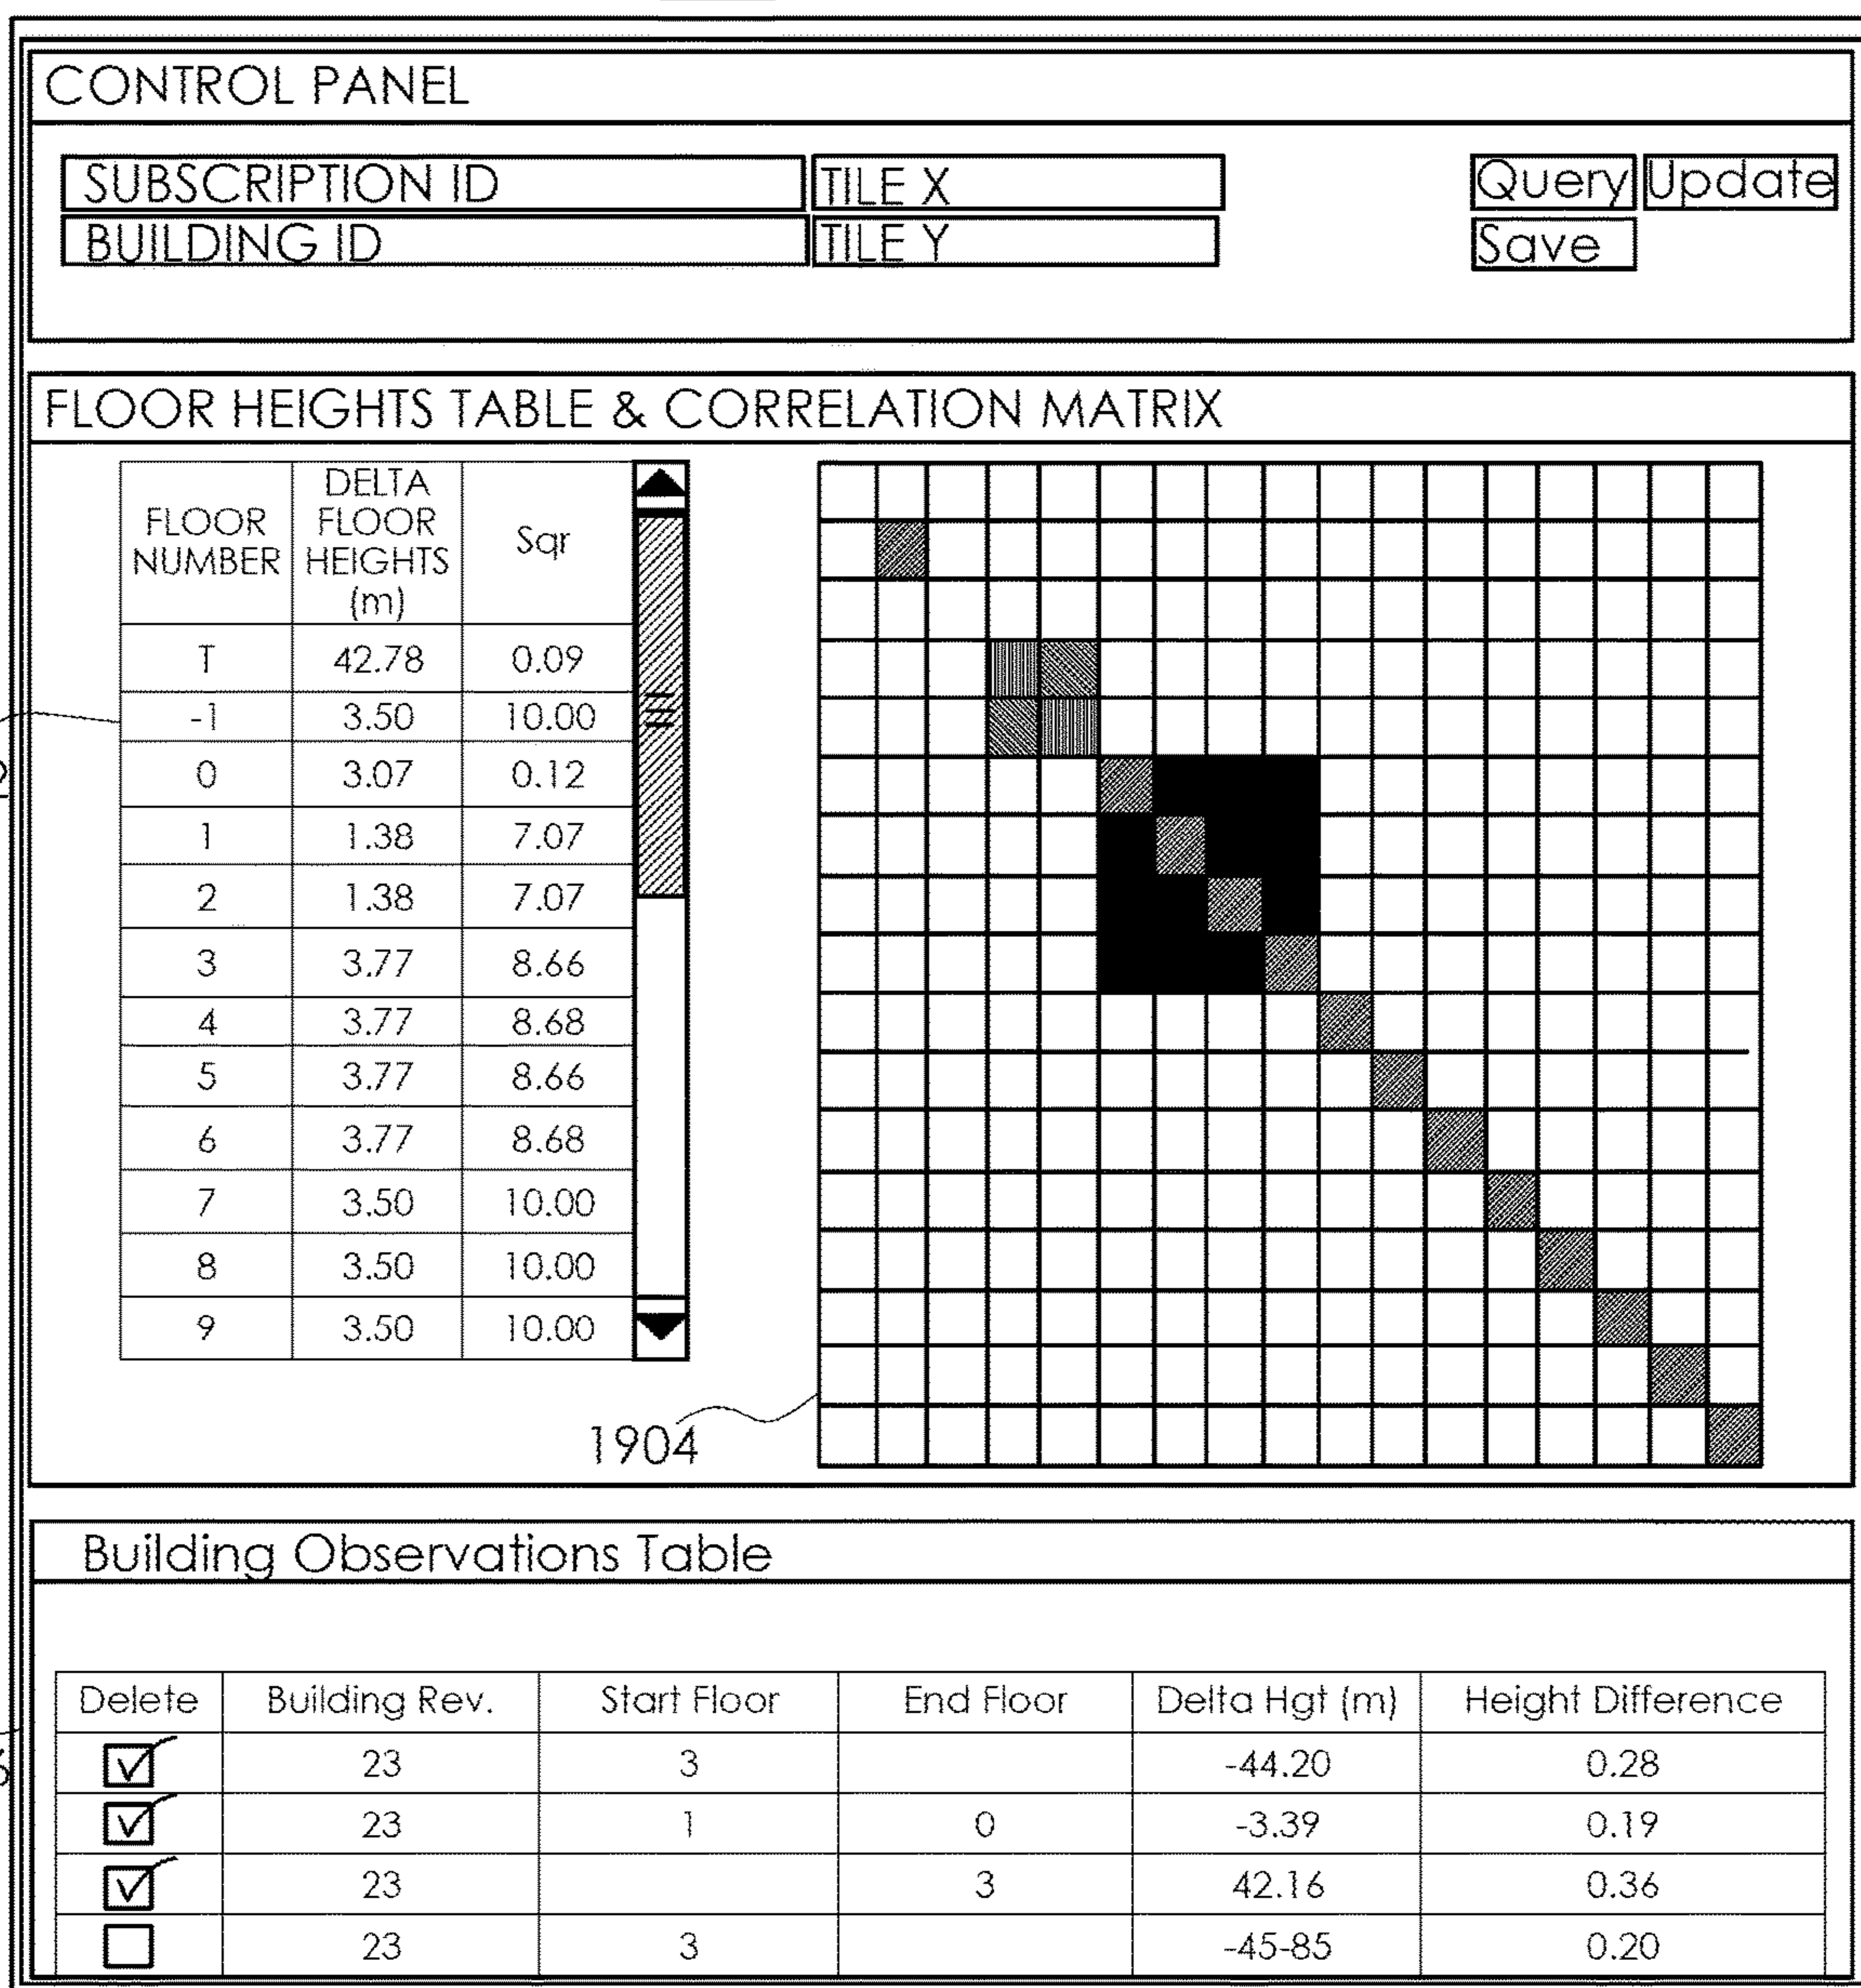 CONTROL PANEL
SUBSCRIPTION ID TILE X Query Update
BUILDING ID TILE Y Save
FLOOR HEIGHTS TABLE & CORRELATION MATRIX
FLOOR NUMBER DELTA FLOOR HEIGHTS (m) Sqr
T 42.78 0.09
-1 3.50 10.00
0 3.07 0.12
1 1.38 7.07
2 1.38 7.07
3 3.77 8.66
4 3.77 8.68
5 3.77 8.66
6 3.77 8.68
7 3.50 10.00
8 3.50 10.00
9 3.50 10.00
1904
Building Observations Table
Delete Building Rev. Start Floor End Floor Delta Hgt (m) Height Difference
23 3 -44.20 0.28
23 1 0 -3.39 0.19
23 3 42.16 0.36
23 3 -45-85 0.20